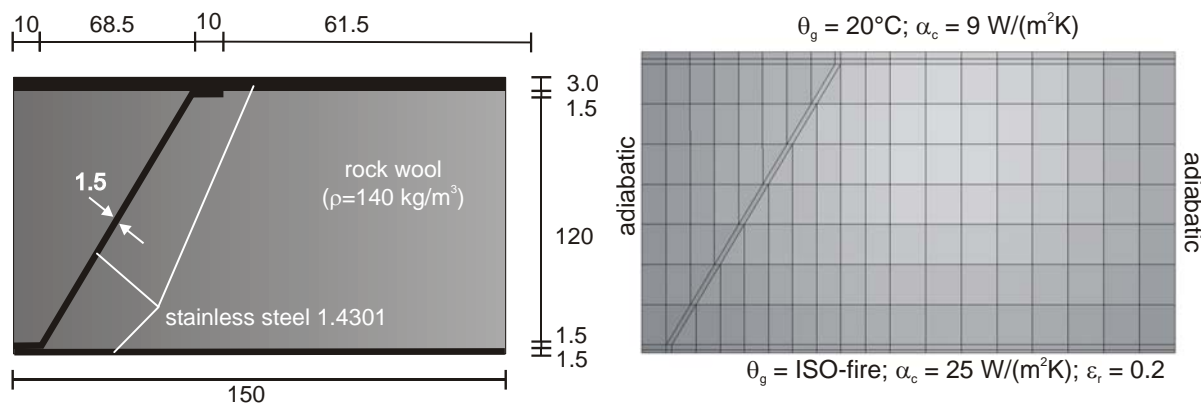 10
68.5
10
61.5
3.0
1.5
rock wool
(ρ=140 kg/m³)
1.5
120
stainless steel 1.4301
1.5
1.5
150
θg = 20°C; αc = 9 W/(m²K)
adiabatic
adiabatic
θg = ISO-fire; αc = 25 W/(m²K); εr = 0.2